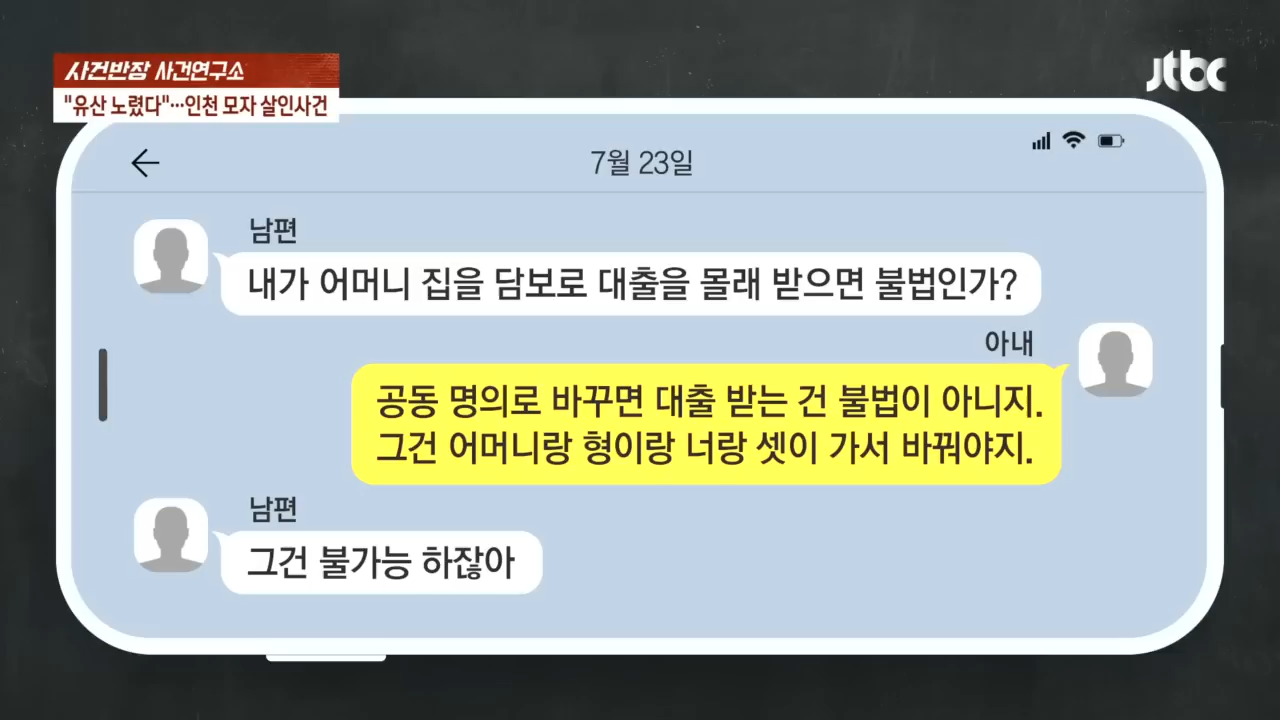 사건반장 사건연구소
"유산 노렸다"…인천 모자 살인사건
jtbc
7월 23일
남편
내가 어머니 집을 담보로 대출을 몰래 받으면 불법인가?
아내
공동 명의로 바꾸면 대출 받는 건 불법이 아니지.
그건 어머니랑 형이랑 너랑 셋이 가서 바꿔야지.
남편
그건 불가능 하잖아